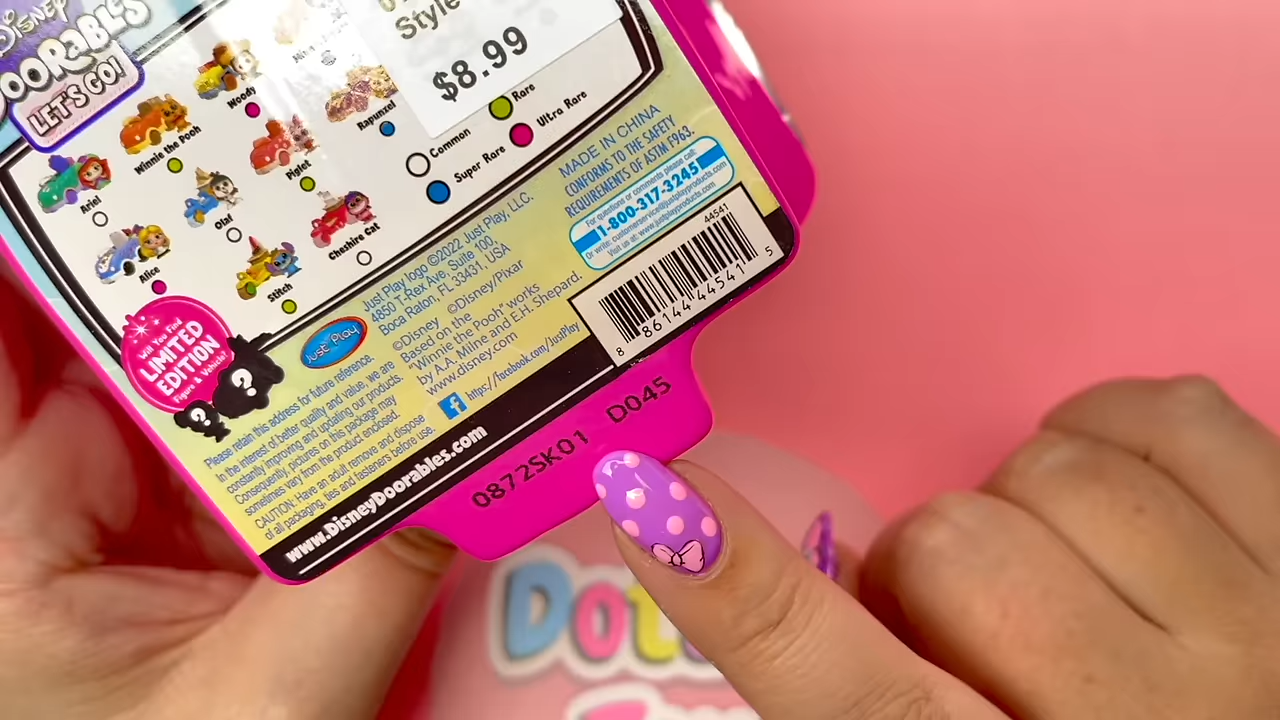 DISNEY
DOORABLES
LET'S GO!
Style
$8.99
Woody
Winnie the Pooh
Rapunzel
Piglet
Ariel
Olaf
Cheshire Cat
Alice
Stitch
Rare
Common
Ultra Rare
Super Rare
MADE IN CHINA
CONFORMS TO THE SAFETY
REQUIREMENTS OF ASTM F963.
For questions or comments please call:
1-800-317-3245
Or write: customerservice@justplayproducts.com
Visit us at: www.justplayproducts.com
44541
8 86144 44541 5
Will You Find
LIMITED
EDITION
Figure & Vehicle?
? ?
Just Play
Just Play logo ©2022 Just Play, LLC.
4850 T-Rex Ave, Suite 100,
Boca Raton, FL 33431, USA
©Disney ©Disney/Pixar
Based on the
"Winnie the Pooh" works
by A.A. Milne and E.H. Shepard.
www.disney.com
https://facebook.com/JustPlay
Please retain this address for future reference.
In the interest of better quality and value, we are
constantly improving and updating our products.
Consequently, pictures on this package may
sometimes vary from the product enclosed.
CAUTION: Have an adult remove and dispose
of all packaging, ties and fasteners before use.
www.DisneyDoorables.com
0872SK01 D045